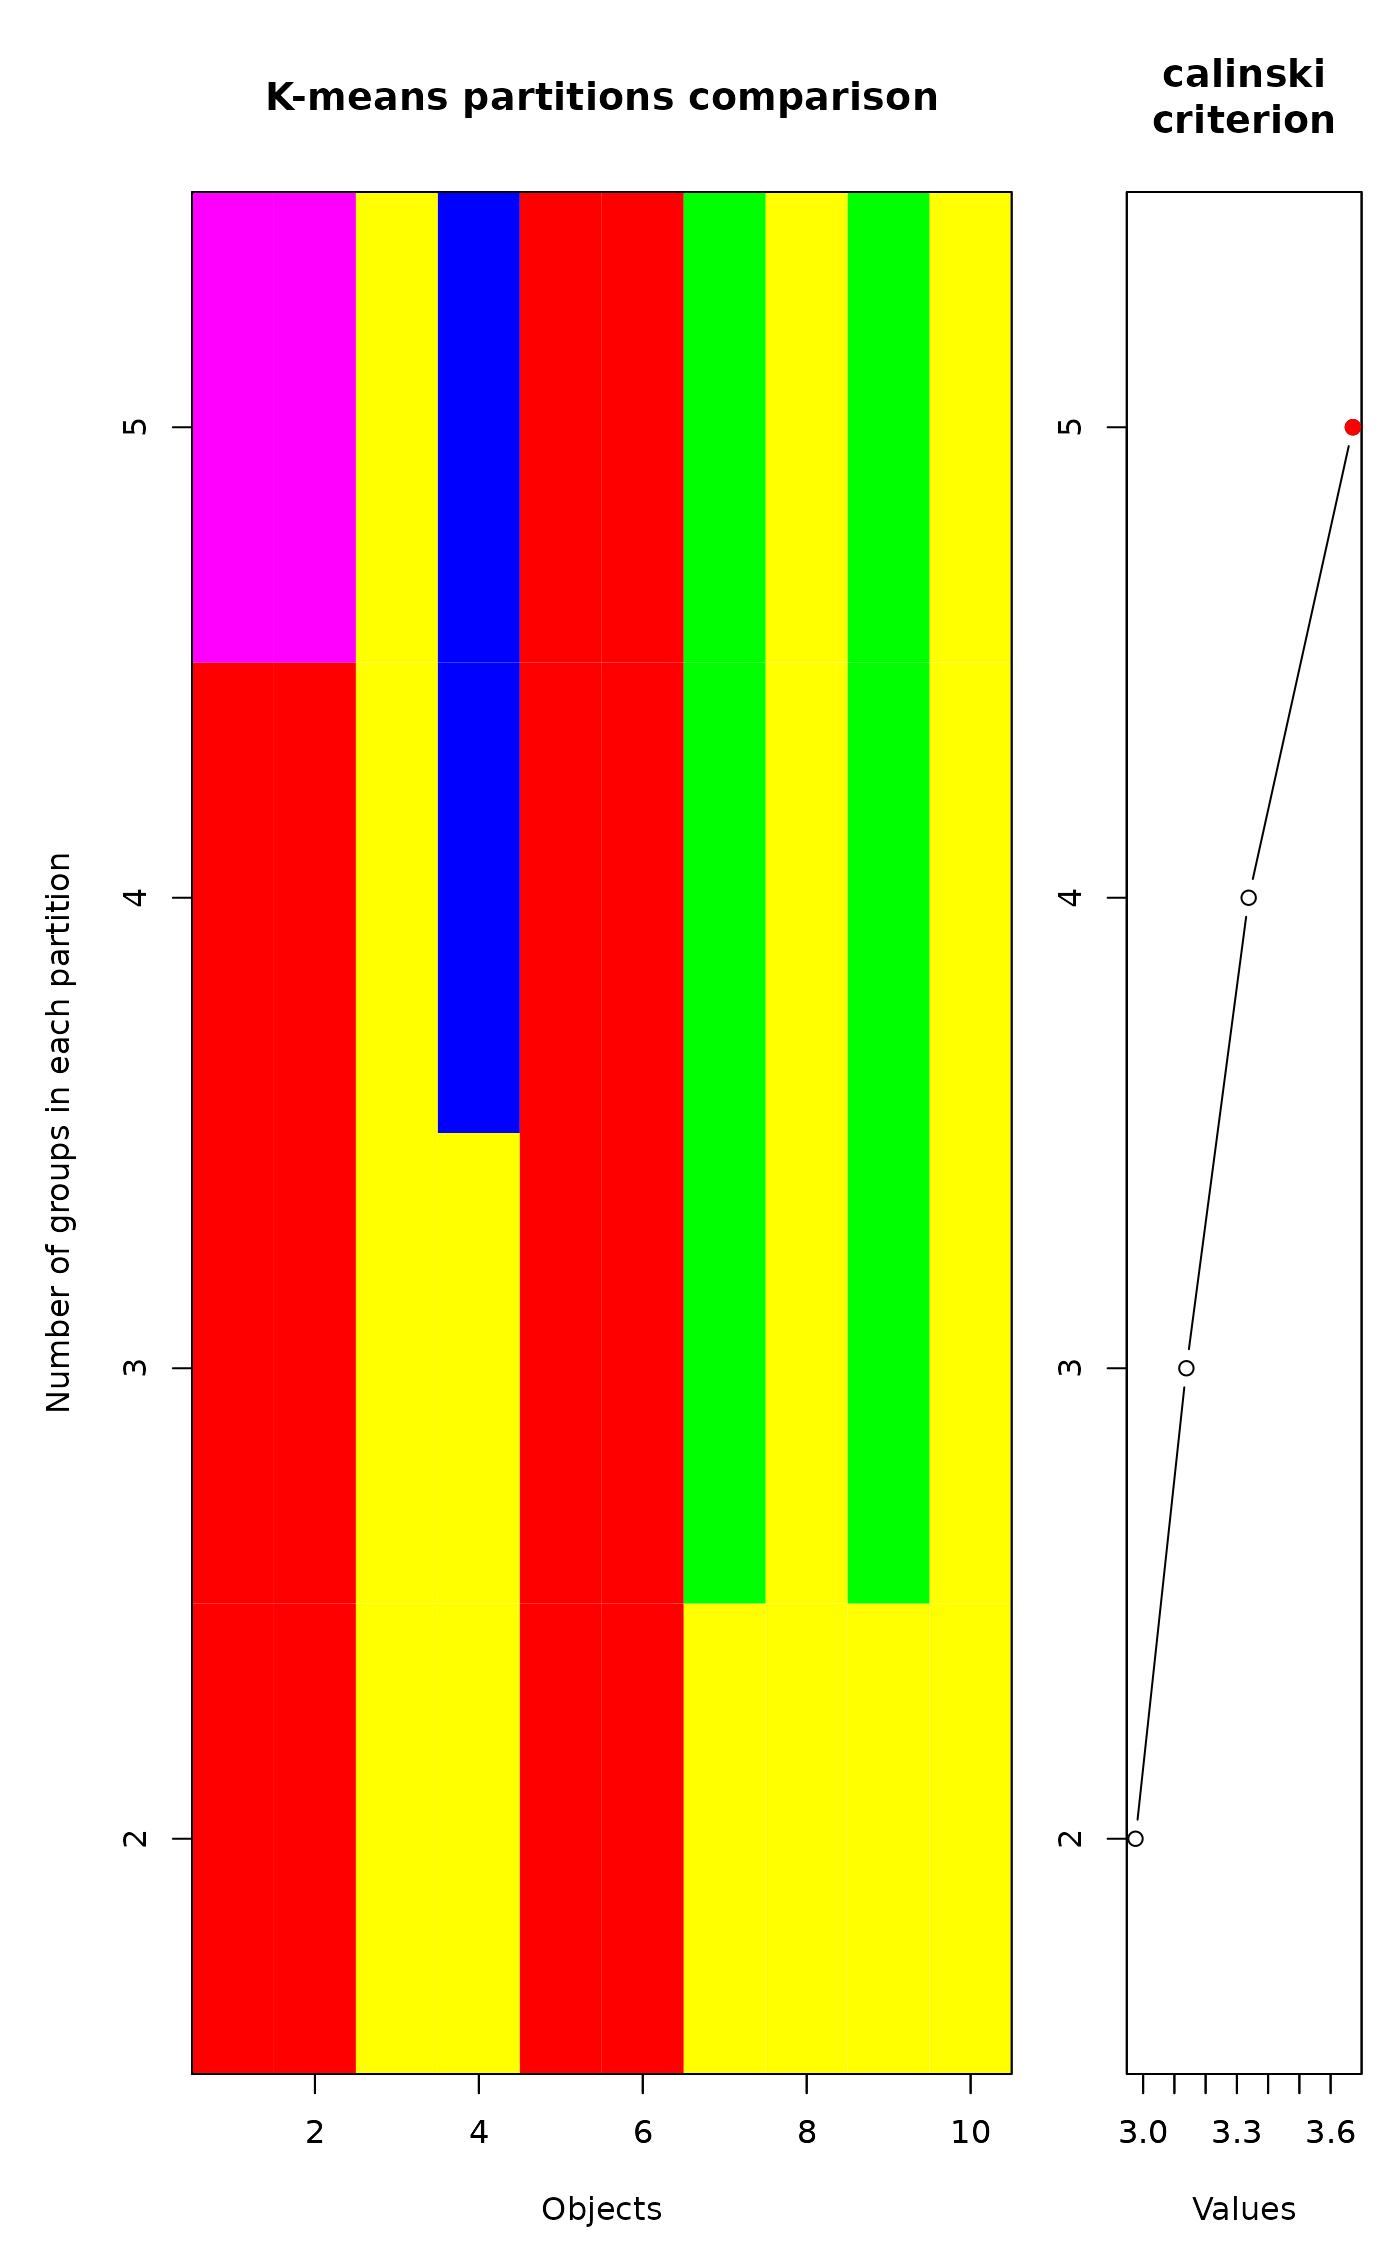 K-means partitions comparison
calinski
criterion
Number of groups in each partition
5
4
3
2
2 4 6 8 10
Objects
5
4
3
2
3.0 3.3 3.6
Values